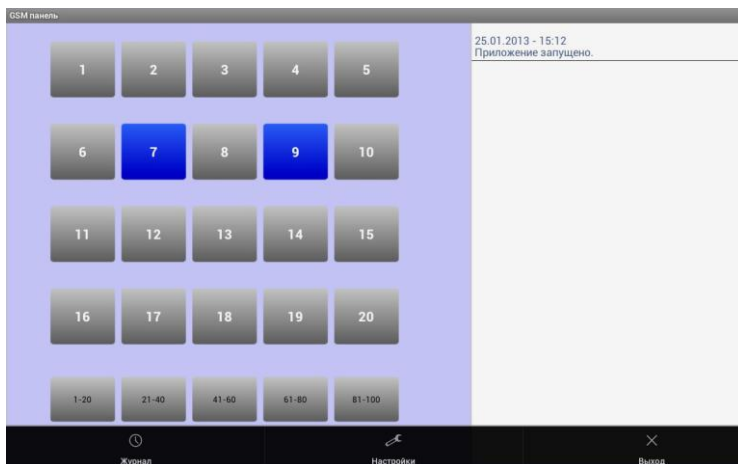 GSM панель
25.01.2013 - 15:12
Приложение запущено.
1 2 3 4 5
6 7 8 9 10
11 12 13 14 15
16 17 18 19 20
1-20 21-40 41-60 61-80 81-100
Журнал Настройки Выход